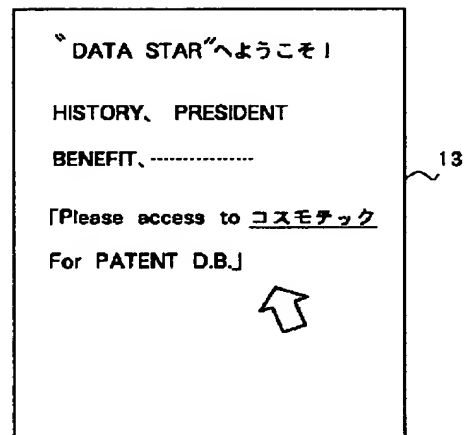 〝DATA STAR〞へようこそ！
HISTORY、 PRESIDENT
BENEFIT、---------------
13
「Please access to コスモテック
For PATENT D.B.」